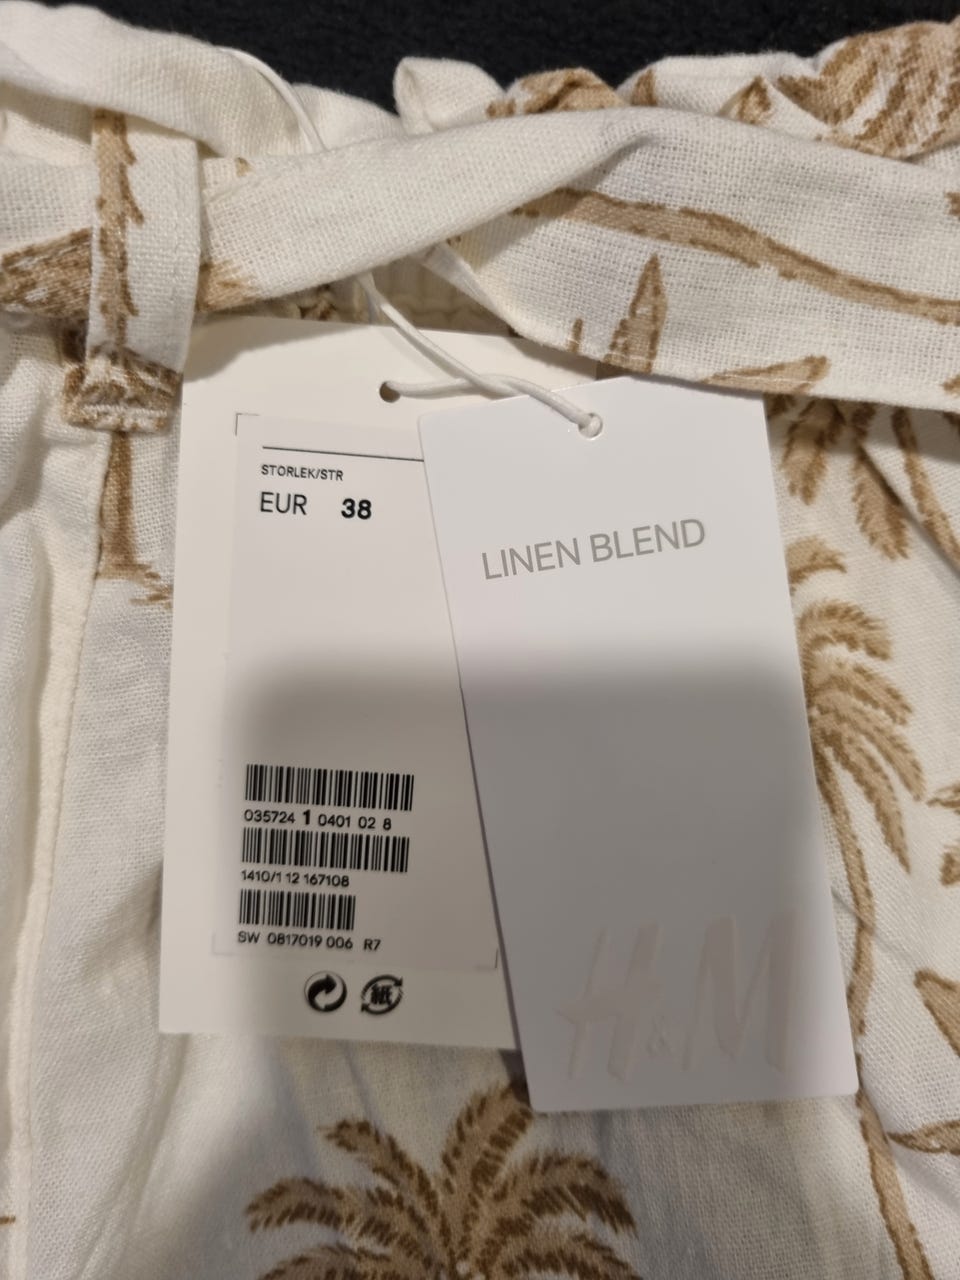 STORLEK/STR
EUR 38
035724 1 0401 02 8
1410/1 12 167108
SW 0817019 006 R7
紙
LINEN BLEND
H&M